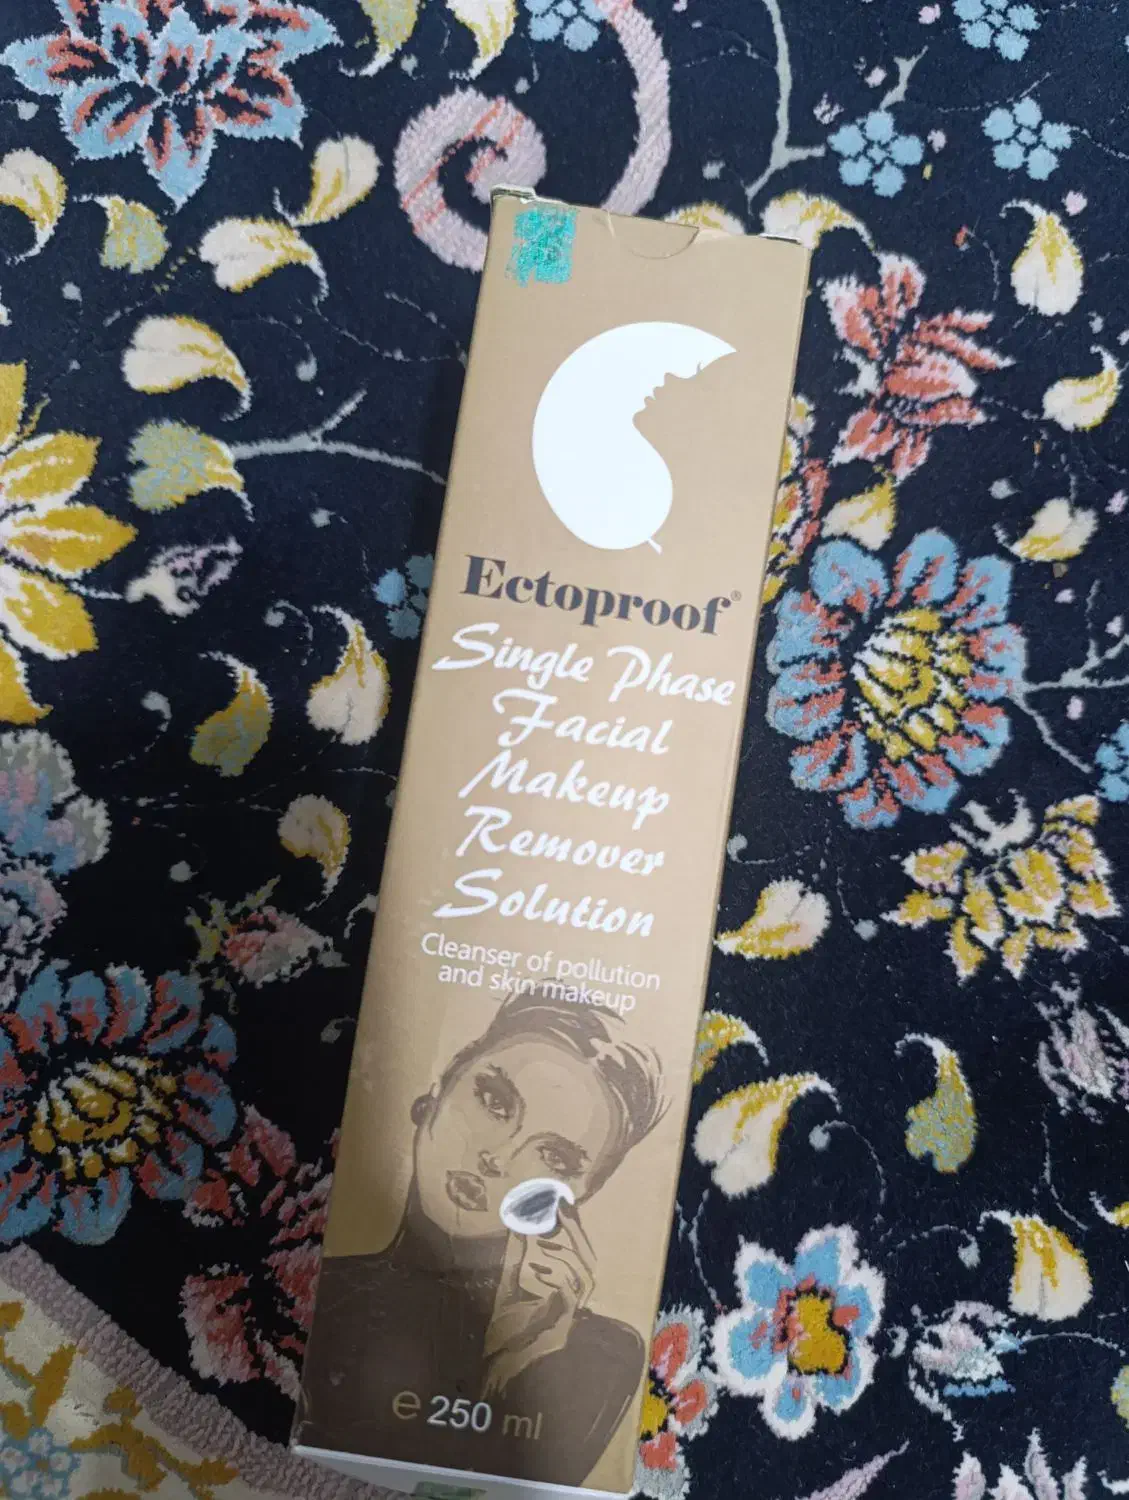 Ectoproof®
Single Phase
Facial
Makeup
Remover
Solution
Cleanser of pollution
and skin makeup
e 250 ml